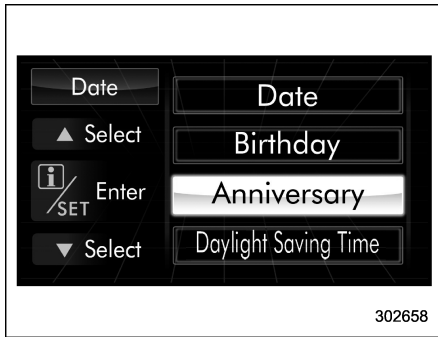 Date
▲ Select
i/SET Enter
▼ Select
Date
Birthday
Anniversary
Daylight Saving Time
302658